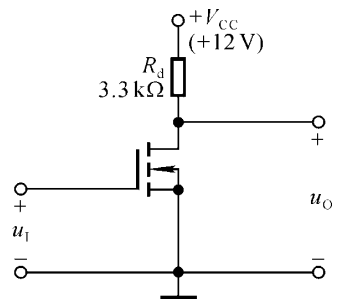 +V_CC
(+12 V)
R_d
3.3 kΩ
+
+
u_I
u_O
−
−